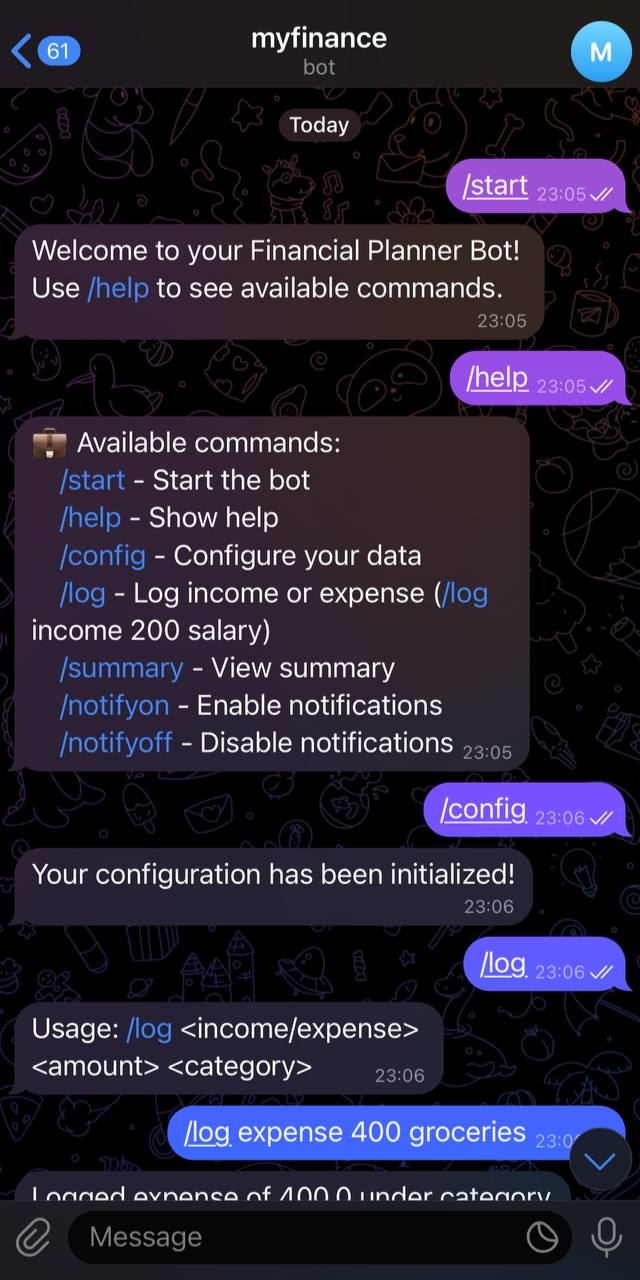 61
myfinance
bot
M
Today
/start 23:05
Welcome to your Financial Planner Bot!
Use /help to see available commands.
23:05
/help 23:05
Available commands:
/start - Start the bot
/help - Show help
/config - Configure your data
/log - Log income or expense (/log
income 200 salary)
/summary - View summary
/notifyon - Enable notifications
/notifyoff - Disable notifications 23:05
/config 23:06
Your configuration has been initialized!
23:06
/log 23:06
Usage: /log <income/expense>
<amount> <category> 23:06
/log expense 400 groceries
Logged expense of 400.0 under category
Message